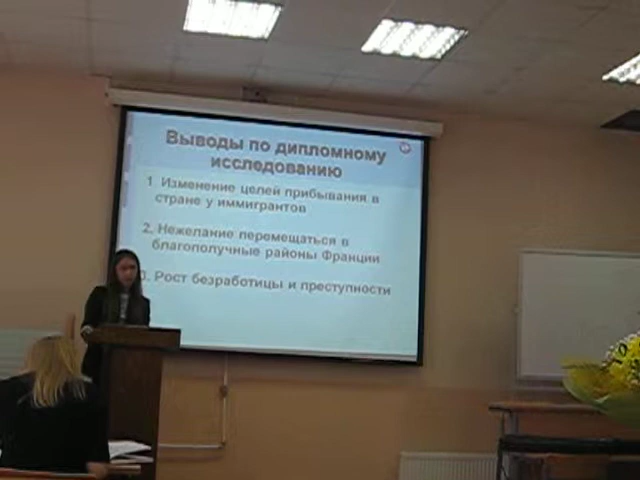 Выводы по дипломному
исследованию
1. Изменение целей прибывания в
стране у иммигрантов
2. Нежелание перемещаться в
благополучные районы Франции
3. Рост безработицы и преступности